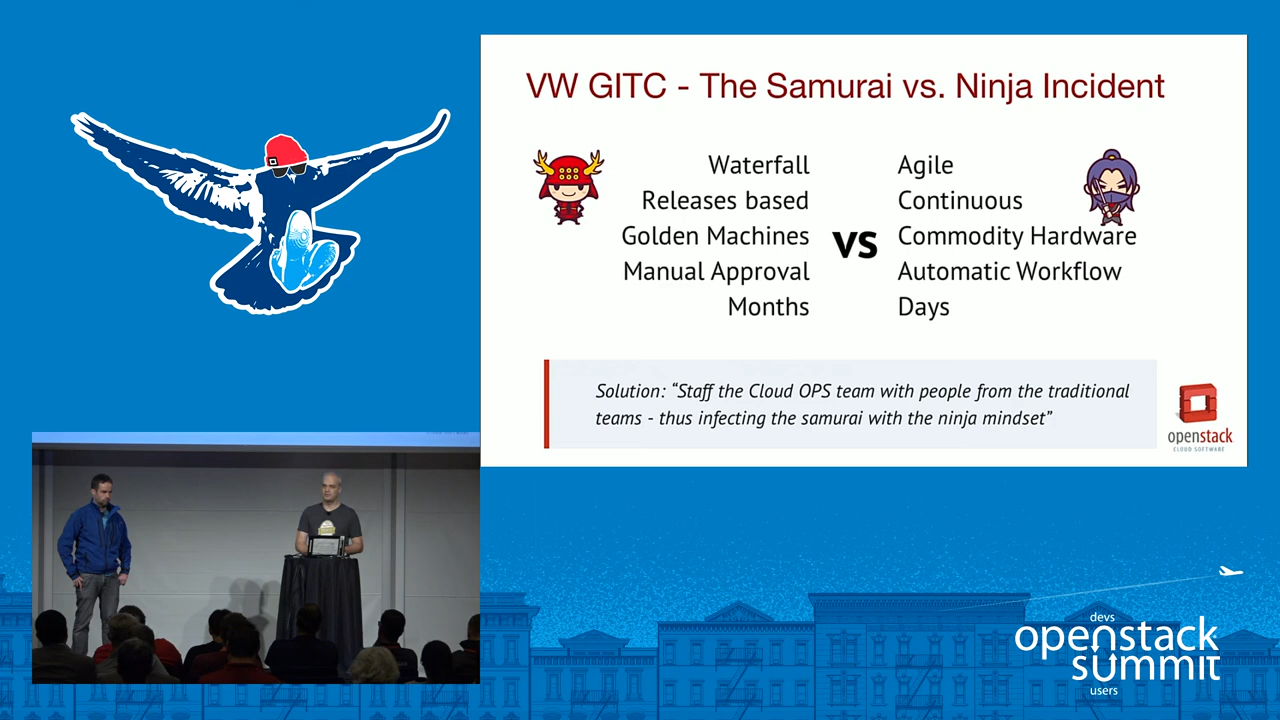 VW GITC - The Samurai vs. Ninja Incident
Waterfall
Releases based
Golden Machines
Manual Approval
Months
vs
Agile
Continuous
Commodity Hardware
Automatic Workflow
Days
Solution: “Staff the Cloud OPS team with people from the traditional
teams - thus infecting the samurai with the ninja mindset”
openstack
CLOUD SOFTWARE
devs
openstack
summit
users